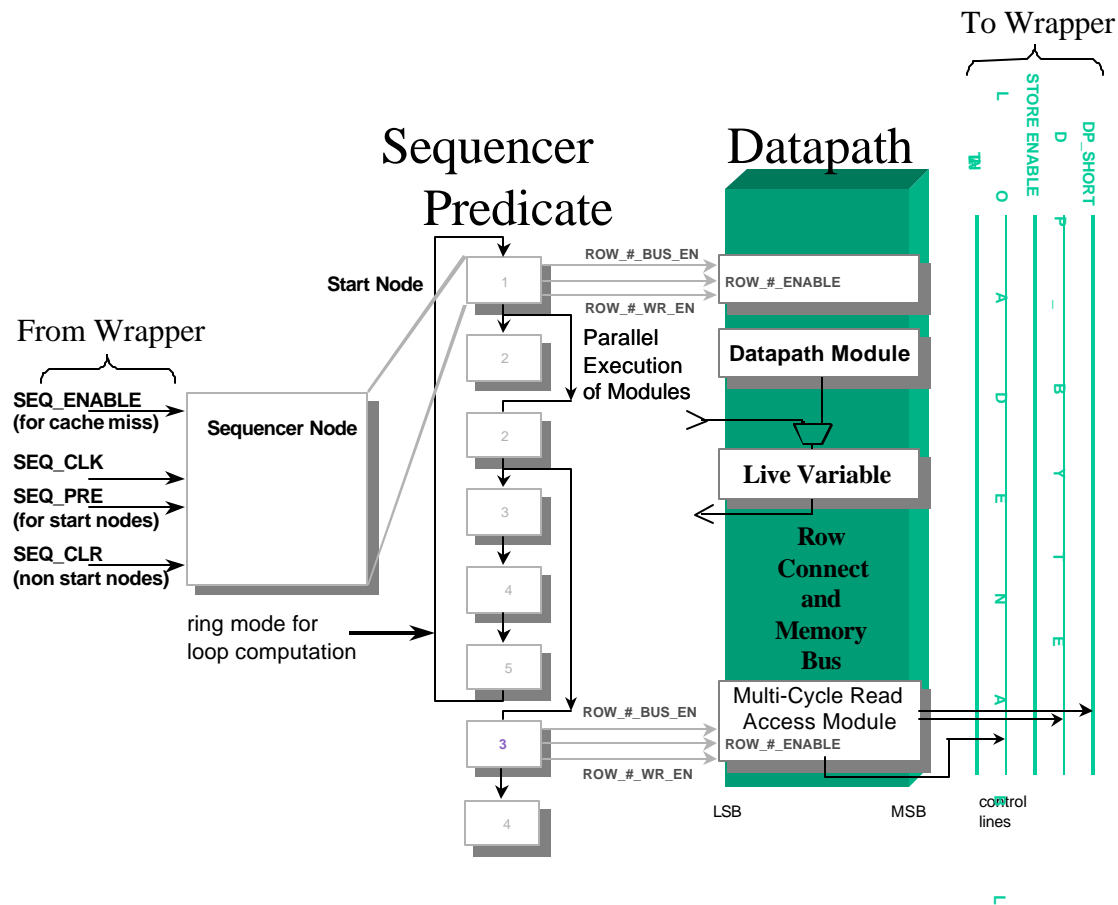 To Wrapper
STORE ENABLE
DP_SHORT
DP_BYTE
Sequencer
Predicate
Datapath
Start Node
1
ROW_#_BUS_EN
ROW_#_ENABLE
ROW_#_WR_EN
From Wrapper
SEQ_ENABLE
(for cache miss)
SEQ_CLK
SEQ_PRE
(for start nodes)
SEQ_CLR
(non start nodes)
Sequencer Node
2
Parallel
Execution
of Modules
Datapath Module
2
Live Variable
3
Row
Connect
and
Memory
Bus
4
ring mode for
loop computation
5
3
ROW_#_BUS_EN
Multi-Cycle Read
Access Module
ROW_#_ENABLE
ROW_#_WR_EN
4
LSB
MSB
control
lines